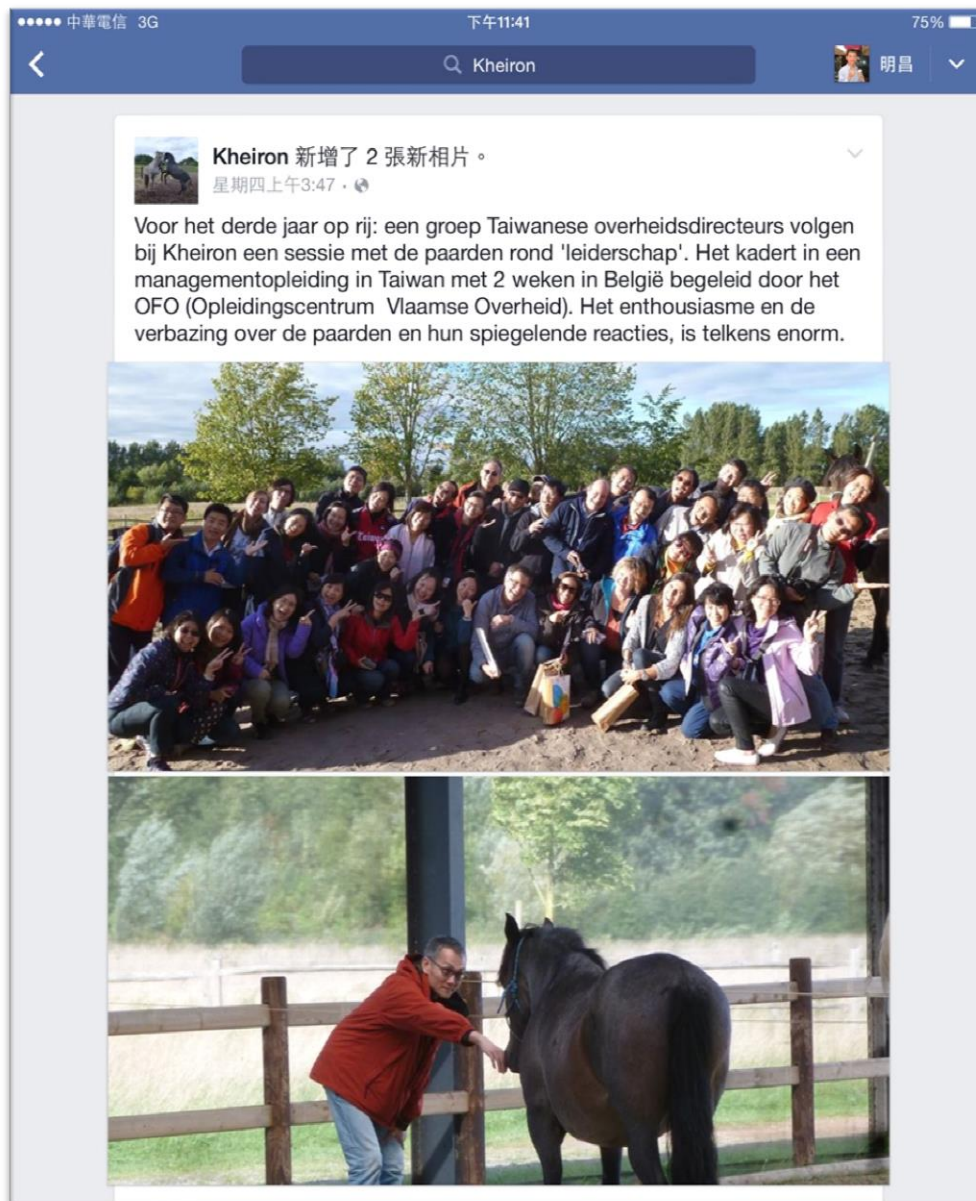 中華電信 3G
下午11:41
75%
Kheiron
明昌
Kheiron 新增了 2 張新相片。
星期四上午3:47 ·
Voor het derde jaar op rij: een groep Taiwanese overheidsdirecteurs volgen
bij Kheiron een sessie met de paarden rond 'leiderschap'. Het kadert in een
managementopleiding in Taiwan met 2 weken in België begeleid door het
OFO (Opleidingscentrum  Vlaamse Overheid). Het enthousiasme en de
verbazing over de paarden en hun spiegelende reacties, is telkens enorm.
Taiwan